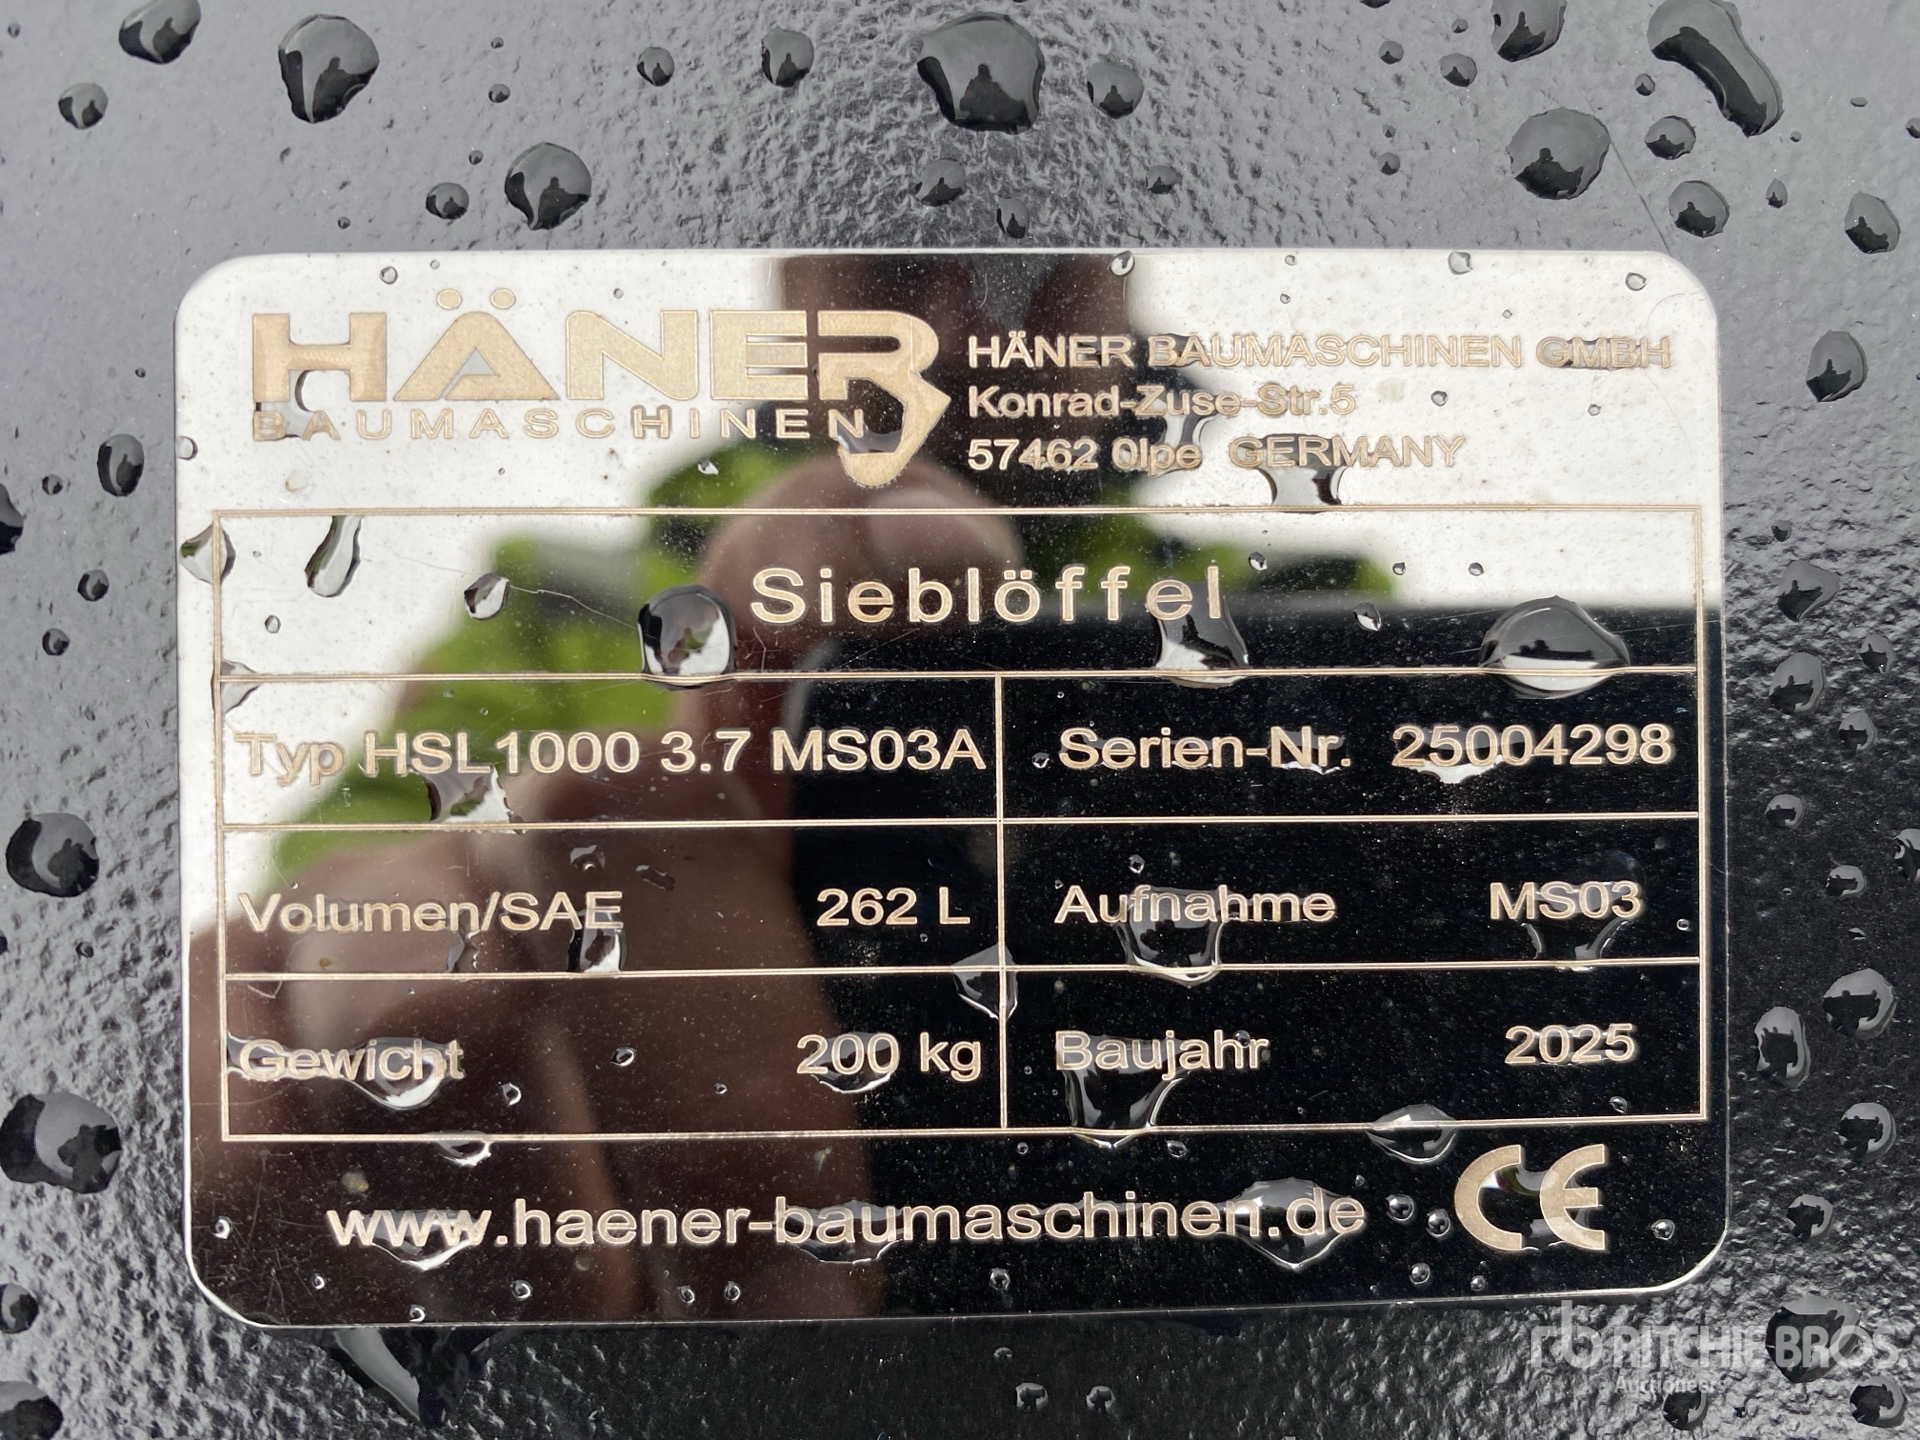 HÄNER
BAUMASCHINEN
HÄNER BAUMASCHINEN GMBH
Konrad-Zuse-Str.5
57462 Olpe GERMANY
Sieblöffel
Typ HSL1000 3.7 MS03A
Serien-Nr. 25004298
Volumen/SAE 262 L
Aufnahme MS03
Gewicht 200 kg
Baujahr 2025
www.haener-baumaschinen.de
CE
rb RITCHIE BROS.
Auctioneers